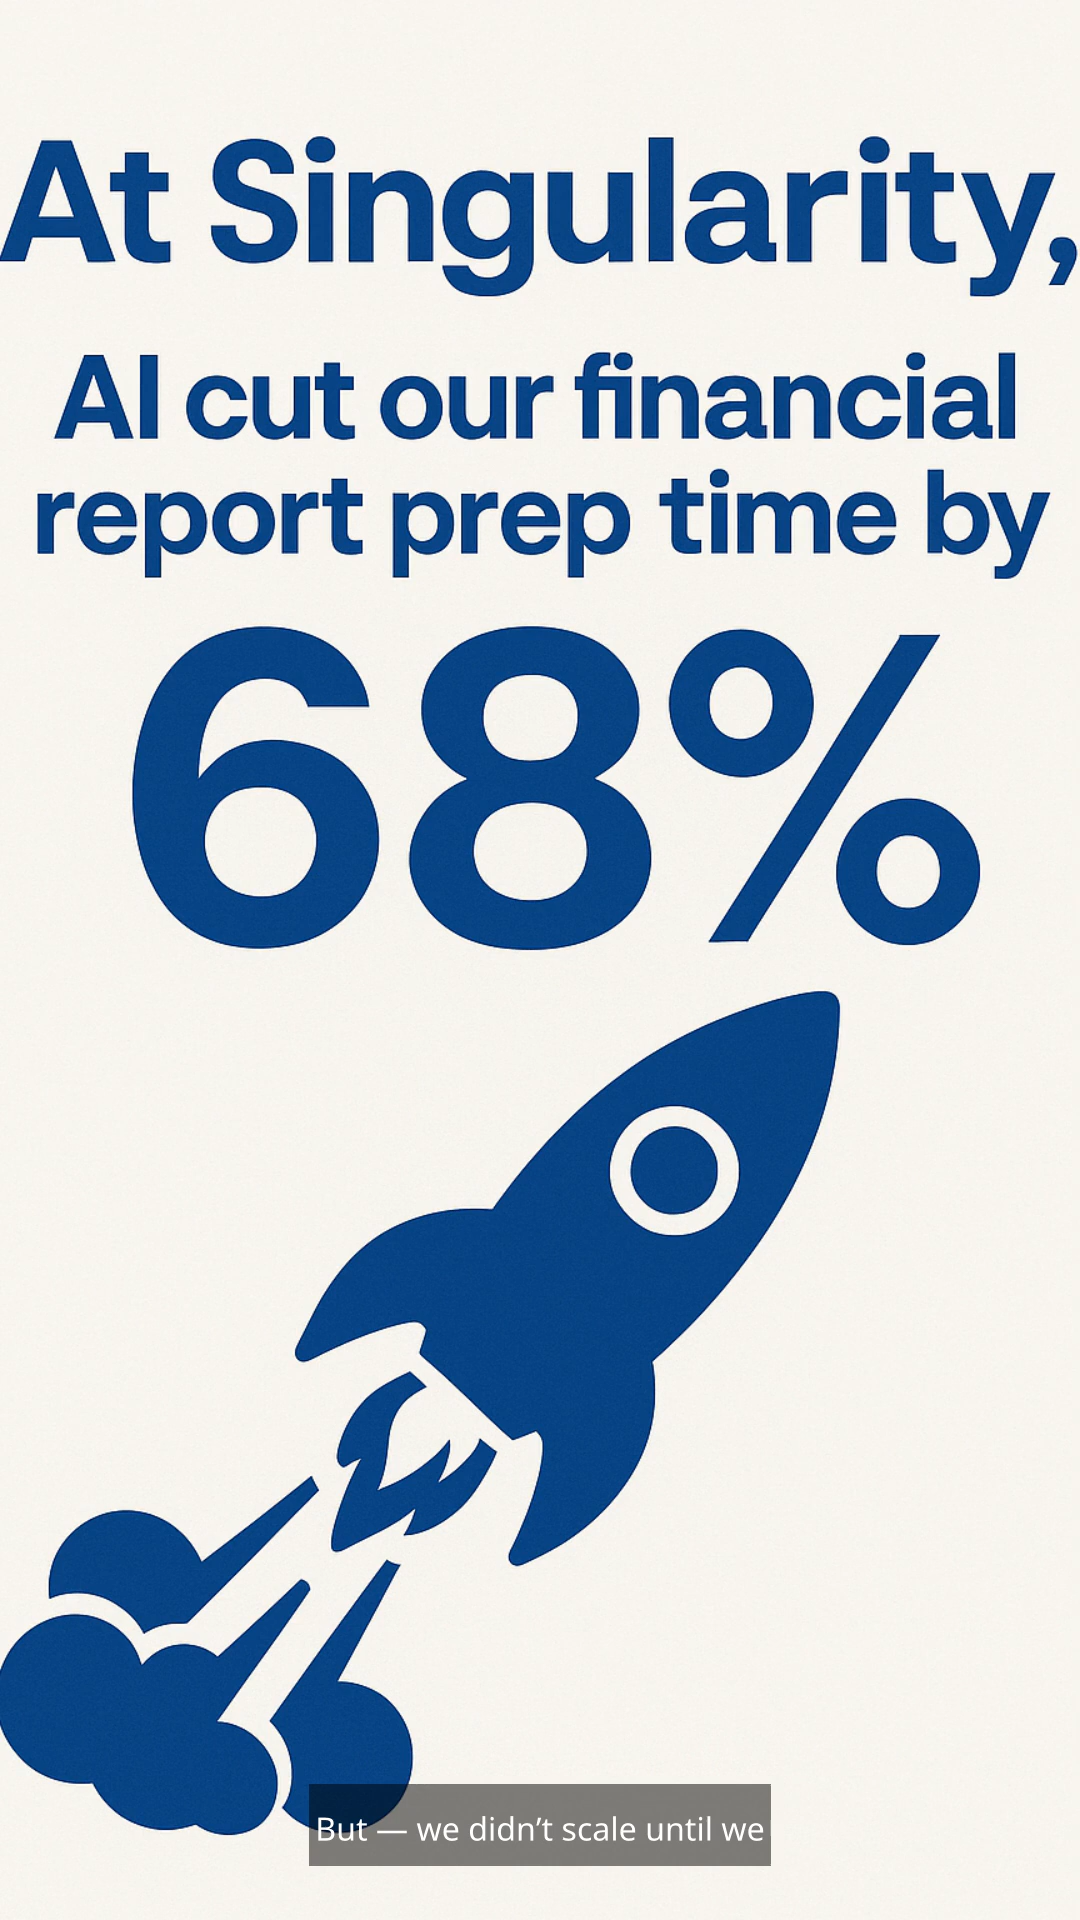 At Singularity,
AI cut our financial
report prep time by
68%
But — we didn’t scale until we